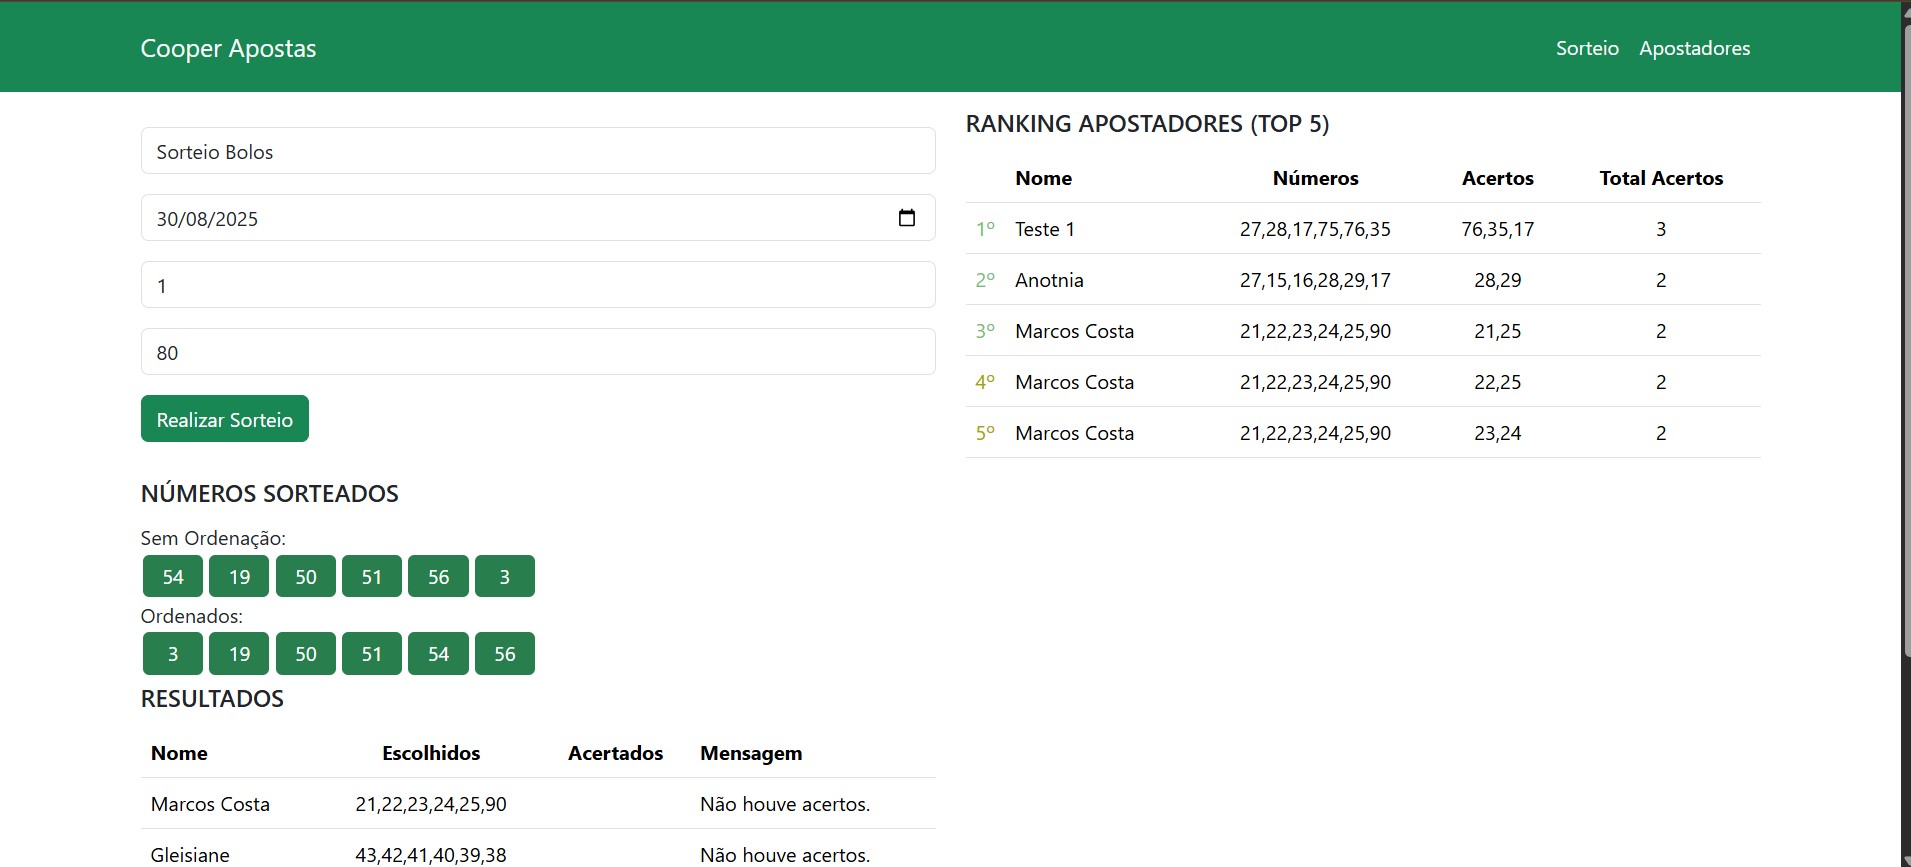 Cooper Apostas
Sorteio Apostadores
Sorteio Bolos
30/08/2025
1
80
Realizar Sorteio
NÚMEROS SORTEADOS
Sem Ordenação:
54 19 50 51 56 3
Ordenados:
3 19 50 51 54 56
RESULTADOS
Nome Escolhidos Acertados Mensagem
Marcos Costa 21,22,23,24,25,90 Não houve acertos.
Gleisiane 43,42,41,40,39,38 Não houve acertos.
RANKING APOSTADORES (TOP 5)
Nome Números Acertos Total Acertos
1º Teste 1 27,28,17,75,76,35 76,35,17 3
2º Anotnia 27,15,16,28,29,17 28,29 2
3º Marcos Costa 21,22,23,24,25,90 21,25 2
4º Marcos Costa 21,22,23,24,25,90 22,25 2
5º Marcos Costa 21,22,23,24,25,90 23,24 2